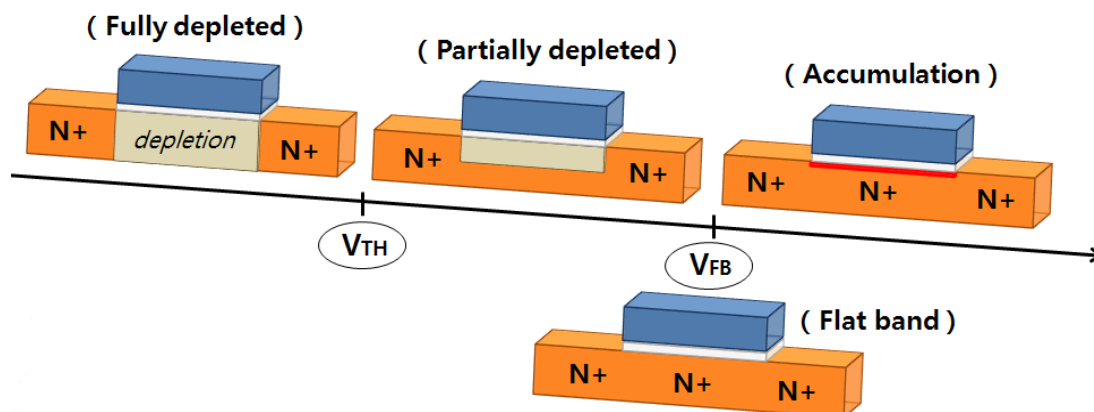 ( Fully depleted )
( Partially depleted )
( Accumulation )
N+ depletion N+
N+ N+
N+ N+ N+
VTH
VFB
( Flat band )
N+ N+ N+